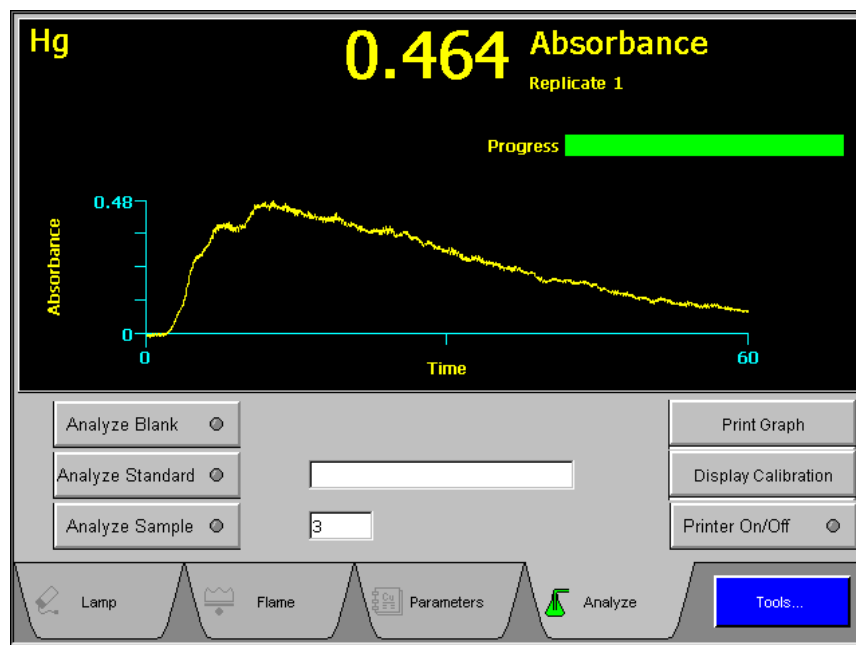 Hg
0.464 Absorbance
Replicate 1
Progress
0.48
Absorbance
0
0
60
Time
Analyze Blank
Print Graph
Analyze Standard
Display Calibration
Analyze Sample
3
Printer On/Off
Lamp
Flame
Cu
Parameters
Analyze
Tools...